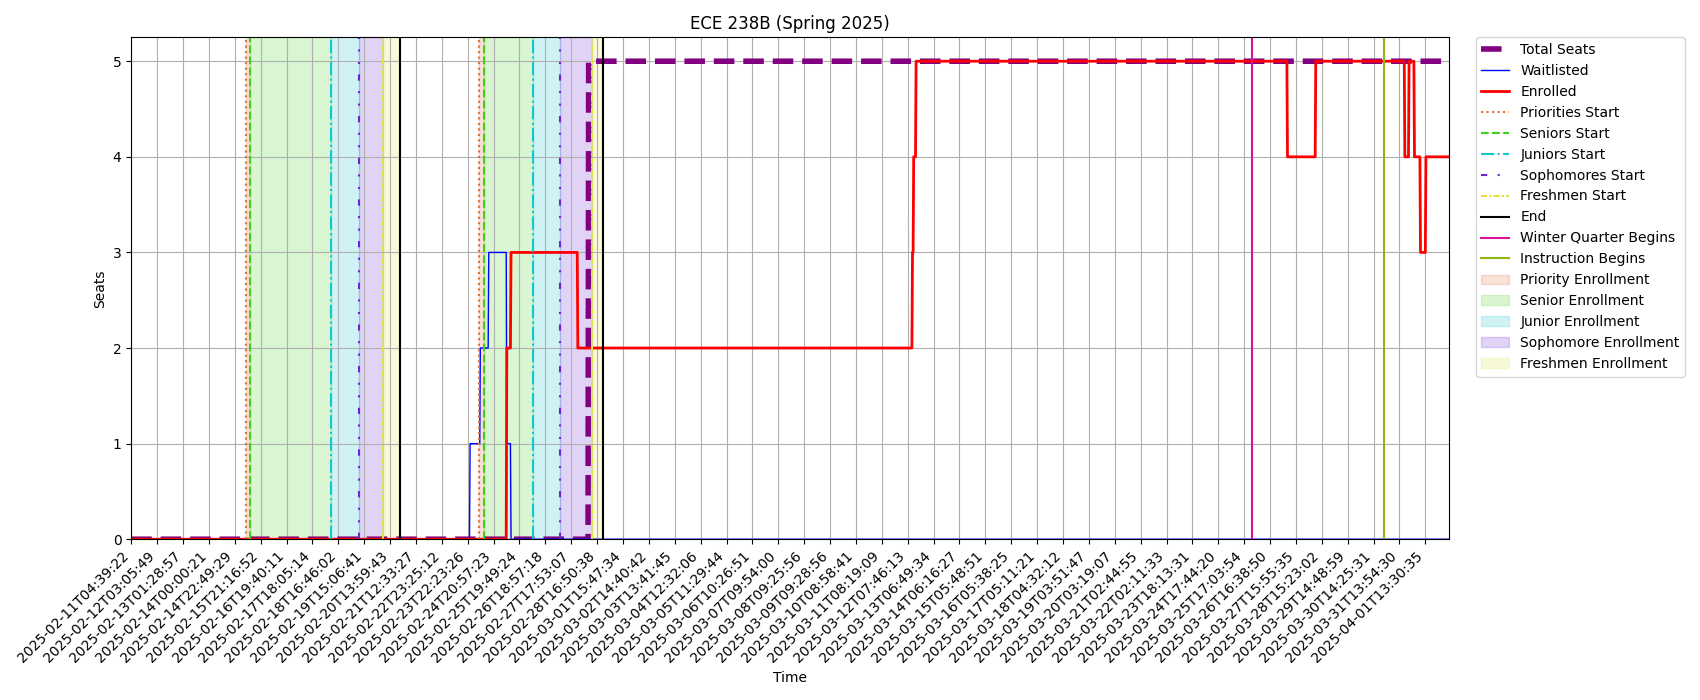 ECE 238B (Spring 2025)
Seats
5
4
3
2
1
0
2025-02-11T04:39:22
2025-02-12T03:05:49
2025-02-13T01:28:57
2025-02-14T00:00:21
2025-02-14T22:49:29
2025-02-15T21:16:52
2025-02-16T19:40:11
2025-02-17T18:05:14
2025-02-18T16:46:02
2025-02-19T15:06:41
2025-02-20T13:59:43
2025-02-21T12:33:27
2025-02-22T23:25:12
2025-02-23T22:23:26
2025-02-24T20:57:23
2025-02-25T19:49:24
2025-02-26T18:57:18
2025-02-27T17:53:07
2025-02-28T16:50:38
2025-03-01T15:47:34
2025-03-02T14:40:42
2025-03-03T13:41:45
2025-03-04T12:32:06
2025-03-05T11:29:44
2025-03-06T10:26:51
2025-03-07T09:54:00
2025-03-08T09:25:56
2025-03-09T09:28:56
2025-03-10T08:58:41
2025-03-11T08:19:09
2025-03-12T07:46:13
2025-03-13T06:49:34
2025-03-14T06:16:27
2025-03-15T05:48:51
2025-03-16T05:38:25
2025-03-17T05:11:21
2025-03-18T04:32:12
2025-03-19T03:51:47
2025-03-20T03:19:07
2025-03-21T02:44:55
2025-03-22T02:11:33
2025-03-23T18:13:31
2025-03-24T17:44:20
2025-03-25T17:03:54
2025-03-26T16:38:50
2025-03-27T15:55:35
2025-03-28T15:23:02
2025-03-29T14:48:59
2025-03-30T14:25:31
2025-03-31T13:54:30
2025-04-01T13:30:35
Time
Total Seats
Waitlisted
Enrolled
Priorities Start
Seniors Start
Juniors Start
Sophomores Start
Freshmen Start
End
Winter Quarter Begins
Instruction Begins
Priority Enrollment
Senior Enrollment
Junior Enrollment
Sophomore Enrollment
Freshmen Enrollment